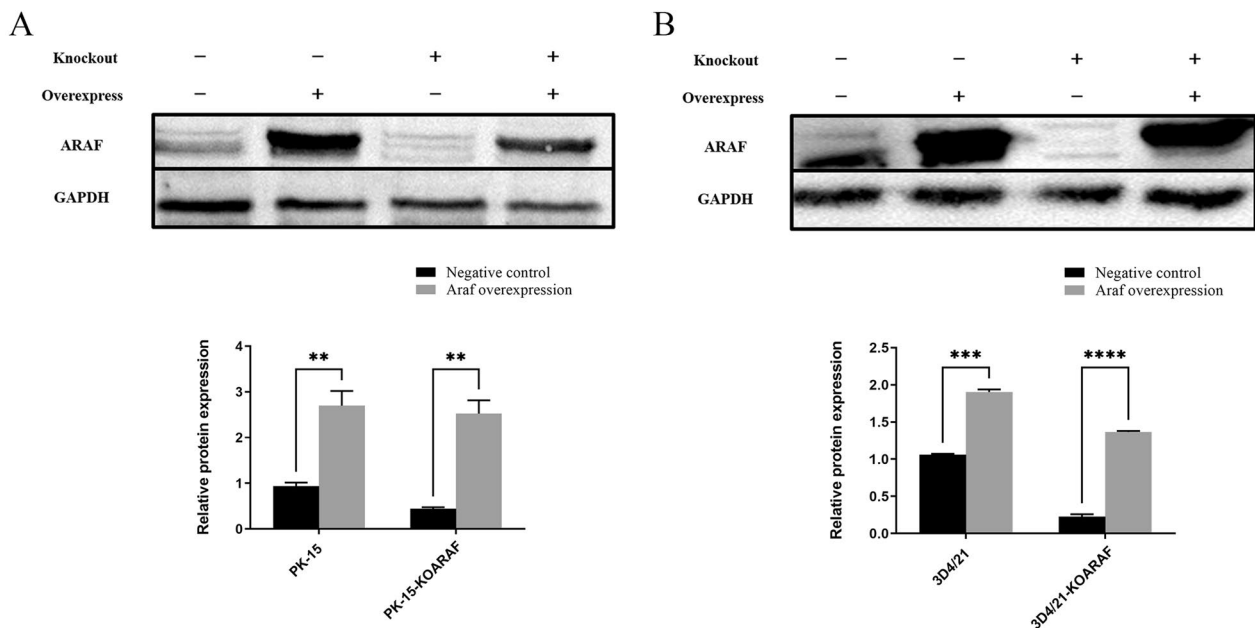 A
Knockout − − + +
Overexpress − + − +
ARAF
GAPDH
Negative control
Araf overexpression
Relative protein expression
4
3
2
1
0
**
**
PK-15
PK-15-KOARAF
B
Knockout − − + +
Overexpress − + − +
ARAF
GAPDH
Negative control
Araf overexpression
Relative protein expression
2.5
2.0
1.5
1.0
0.5
0.0
***
****
3D4/21
3D4/21-KOARAF